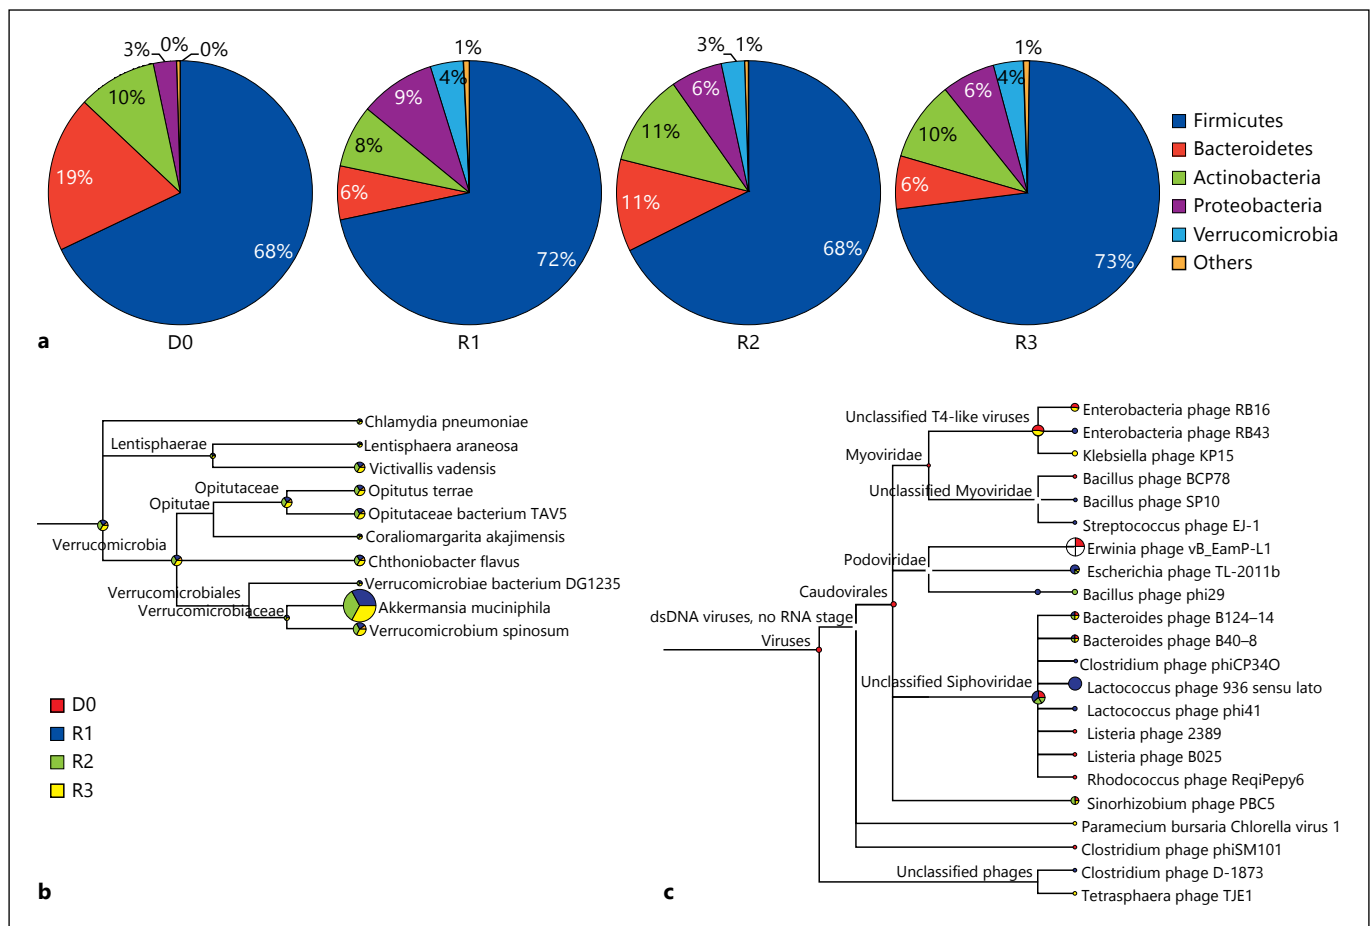 3% 0% 0%
10%
19%
68%
D0
1%
4%
9%
8%
6%
72%
R1
3% 1%
6%
11%
11%
68%
R2
1%
4%
6%
10%
6%
73%
R3
Firmicutes
Bacteroidetes
Actinobacteria
Proteobacteria
Verrucomicrobia
Others
a
Chlamydia pneumoniae
Lentisphaerae
Lentisphaera araneosa
Victivallis vadensis
Opitutaceae
Opitutus terrae
Opitutae
Opitutaceae bacterium TAV5
Coraliomargarita akajimensis
Verrucomicrobia
Chthoniobacter flavus
Verrucomicrobiales
Verrucomicrobiae bacterium DG1235
Verrucomicrobiaceae
Akkermansia muciniphila
Verrucomicrobium spinosum
D0
R1
R2
R3
b
Unclassified T4-like viruses
Enterobacteria phage RB16
Enterobacteria phage RB43
Myoviridae
Klebsiella phage KP15
Bacillus phage BCP78
Unclassified Myoviridae
Bacillus phage SP10
Streptococcus phage EJ-1
Erwinia phage vB_EamP-L1
Podoviridae
Escherichia phage TL-2011b
Caudovirales
Bacillus phage phi29
dsDNA viruses, no RNA stage
Bacteroides phage B124–14
Viruses
Bacteroides phage B40–8
Clostridium phage phiCP34O
Unclassified Siphoviridae
Lactococcus phage 936 sensu lato
Lactococcus phage phi41
Listeria phage 2389
Listeria phage B025
Rhodococcus phage ReqiPepy6
Sinorhizobium phage PBC5
Paramecium bursaria Chlorella virus 1
Clostridium phage phiSM101
Unclassified phages
Clostridium phage D-1873
Tetrasphaera phage TJE1
c